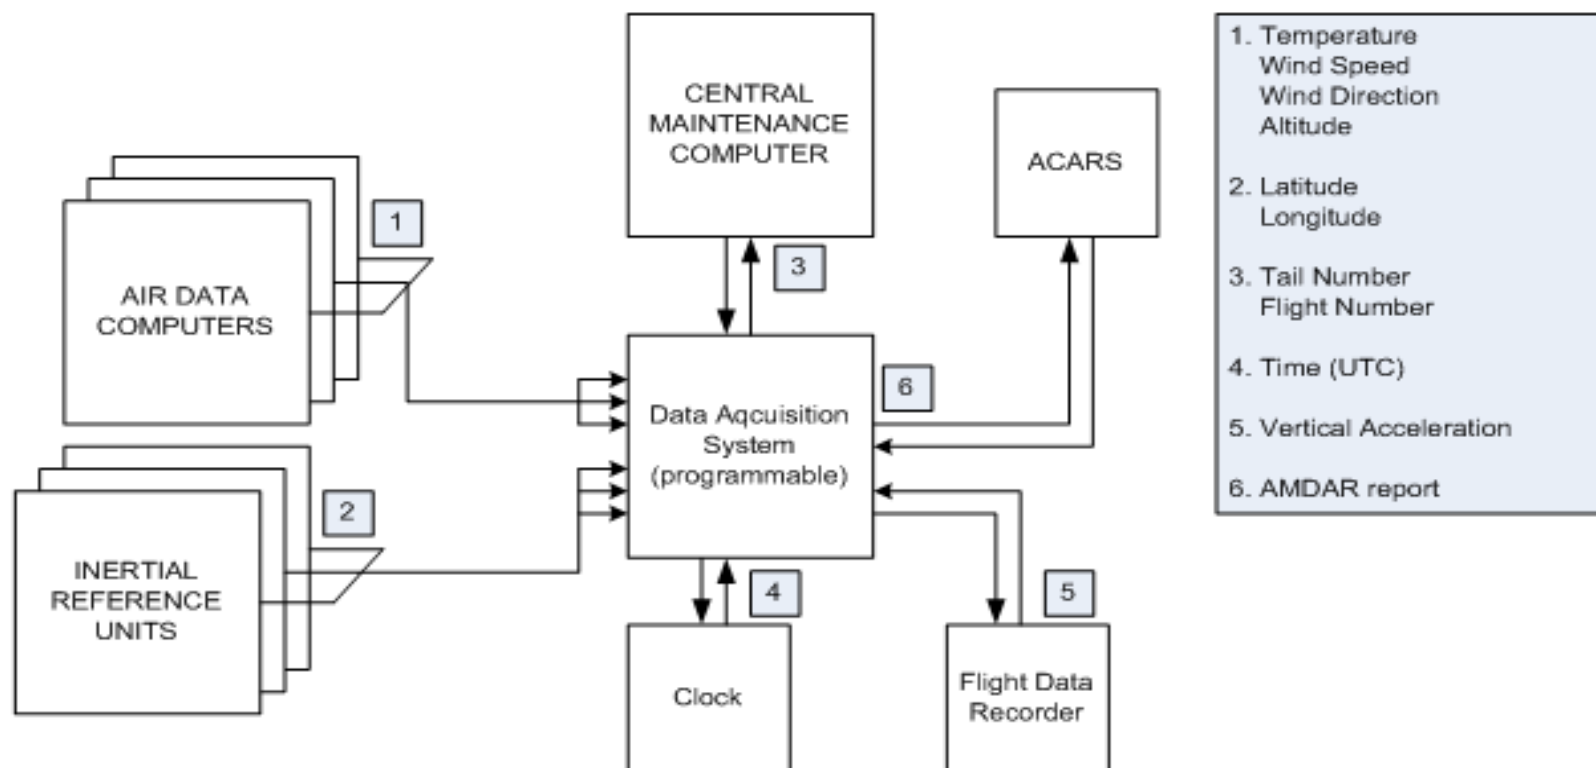 CENTRAL
MAINTENANCE
COMPUTER
ACARS
1
3
AIR DATA
COMPUTERS
6
Data Aqcuisition
System
(programmable)
2
INERTIAL
REFERENCE
UNITS
4
5
Clock
Flight Data
Recorder
1. Temperature
Wind Speed
Wind Direction
Altitude
2. Latitude
Longitude
3. Tail Number
Flight Number
4. Time (UTC)
5. Vertical Acceleration
6. AMDAR report